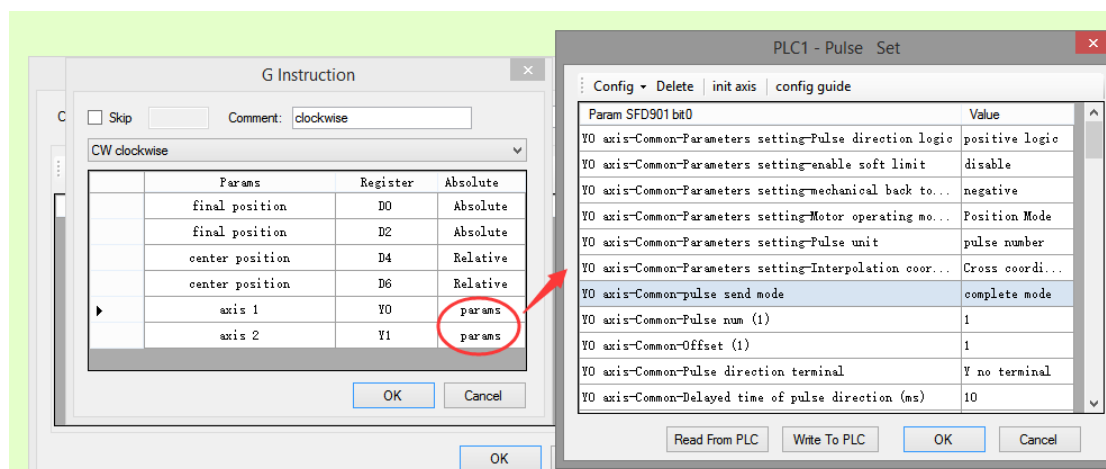 G Instruction
C
Skip
Comment: clockwise
CW clockwise
Params Register Absolute
final position D0 Absolute
final position D2 Absolute
center position D4 Relative
center position D6 Relative
axis 1 Y0 params
axis 2 Y1 params
OK Cancel
OK
PLC1 - Pulse Set
Config Delete init axis config guide
Param SFD901 bit0 Value
Y0 axis-Common-Parameters setting-Pulse direction logic positive logic
Y0 axis-Common-Parameters setting-enable soft limit disable
Y0 axis-Common-Parameters setting-mechanical back to... negative
Y0 axis-Common-Parameters setting-Motor operating mo... Position Mode
Y0 axis-Common-Parameters setting-Pulse unit pulse number
Y0 axis-Common-Parameters setting-Interpolation coor... Cross coordi...
Y0 axis-Common-pulse send mode complete mode
Y0 axis-Common-Pulse num (1) 1
Y0 axis-Common-Offset (1) 1
Y0 axis-Common-Pulse direction terminal Y no terminal
Y0 axis-Common-Delayed time of pulse direction (ms) 10
Read From PLC Write To PLC OK Cancel